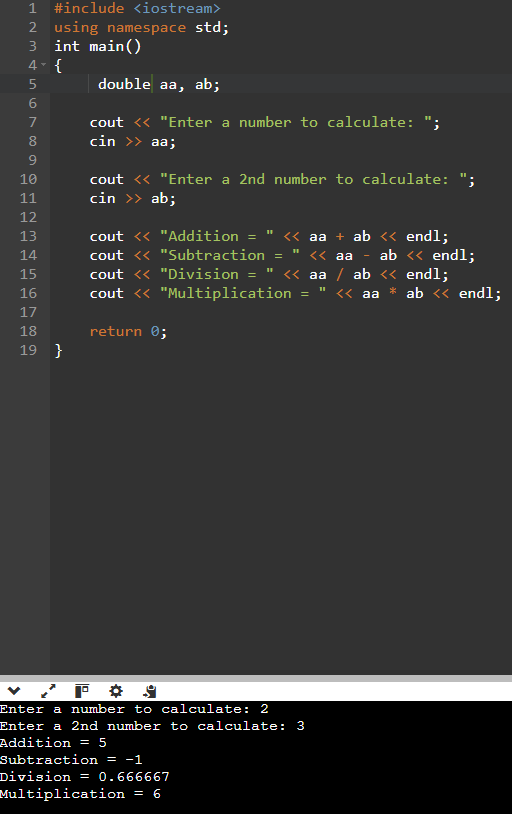 1 #include <iostream>
2 using namespace std;
3 int main()
4 {
5 double aa, ab;
6
7 cout << "Enter a number to calculate: ";
8 cin >> aa;
9
10 cout << "Enter a 2nd number to calculate: ";
11 cin >> ab;
12
13 cout << "Addition = " << aa + ab << endl;
14 cout << "Subtraction = " << aa - ab << endl;
15 cout << "Division = " << aa / ab << endl;
16 cout << "Multiplication = " << aa * ab << endl;
17
18 return 0;
19 }
Enter a number to calculate: 2
Enter a 2nd number to calculate: 3
Addition = 5
Subtraction = -1
Division = 0.666667
Multiplication = 6